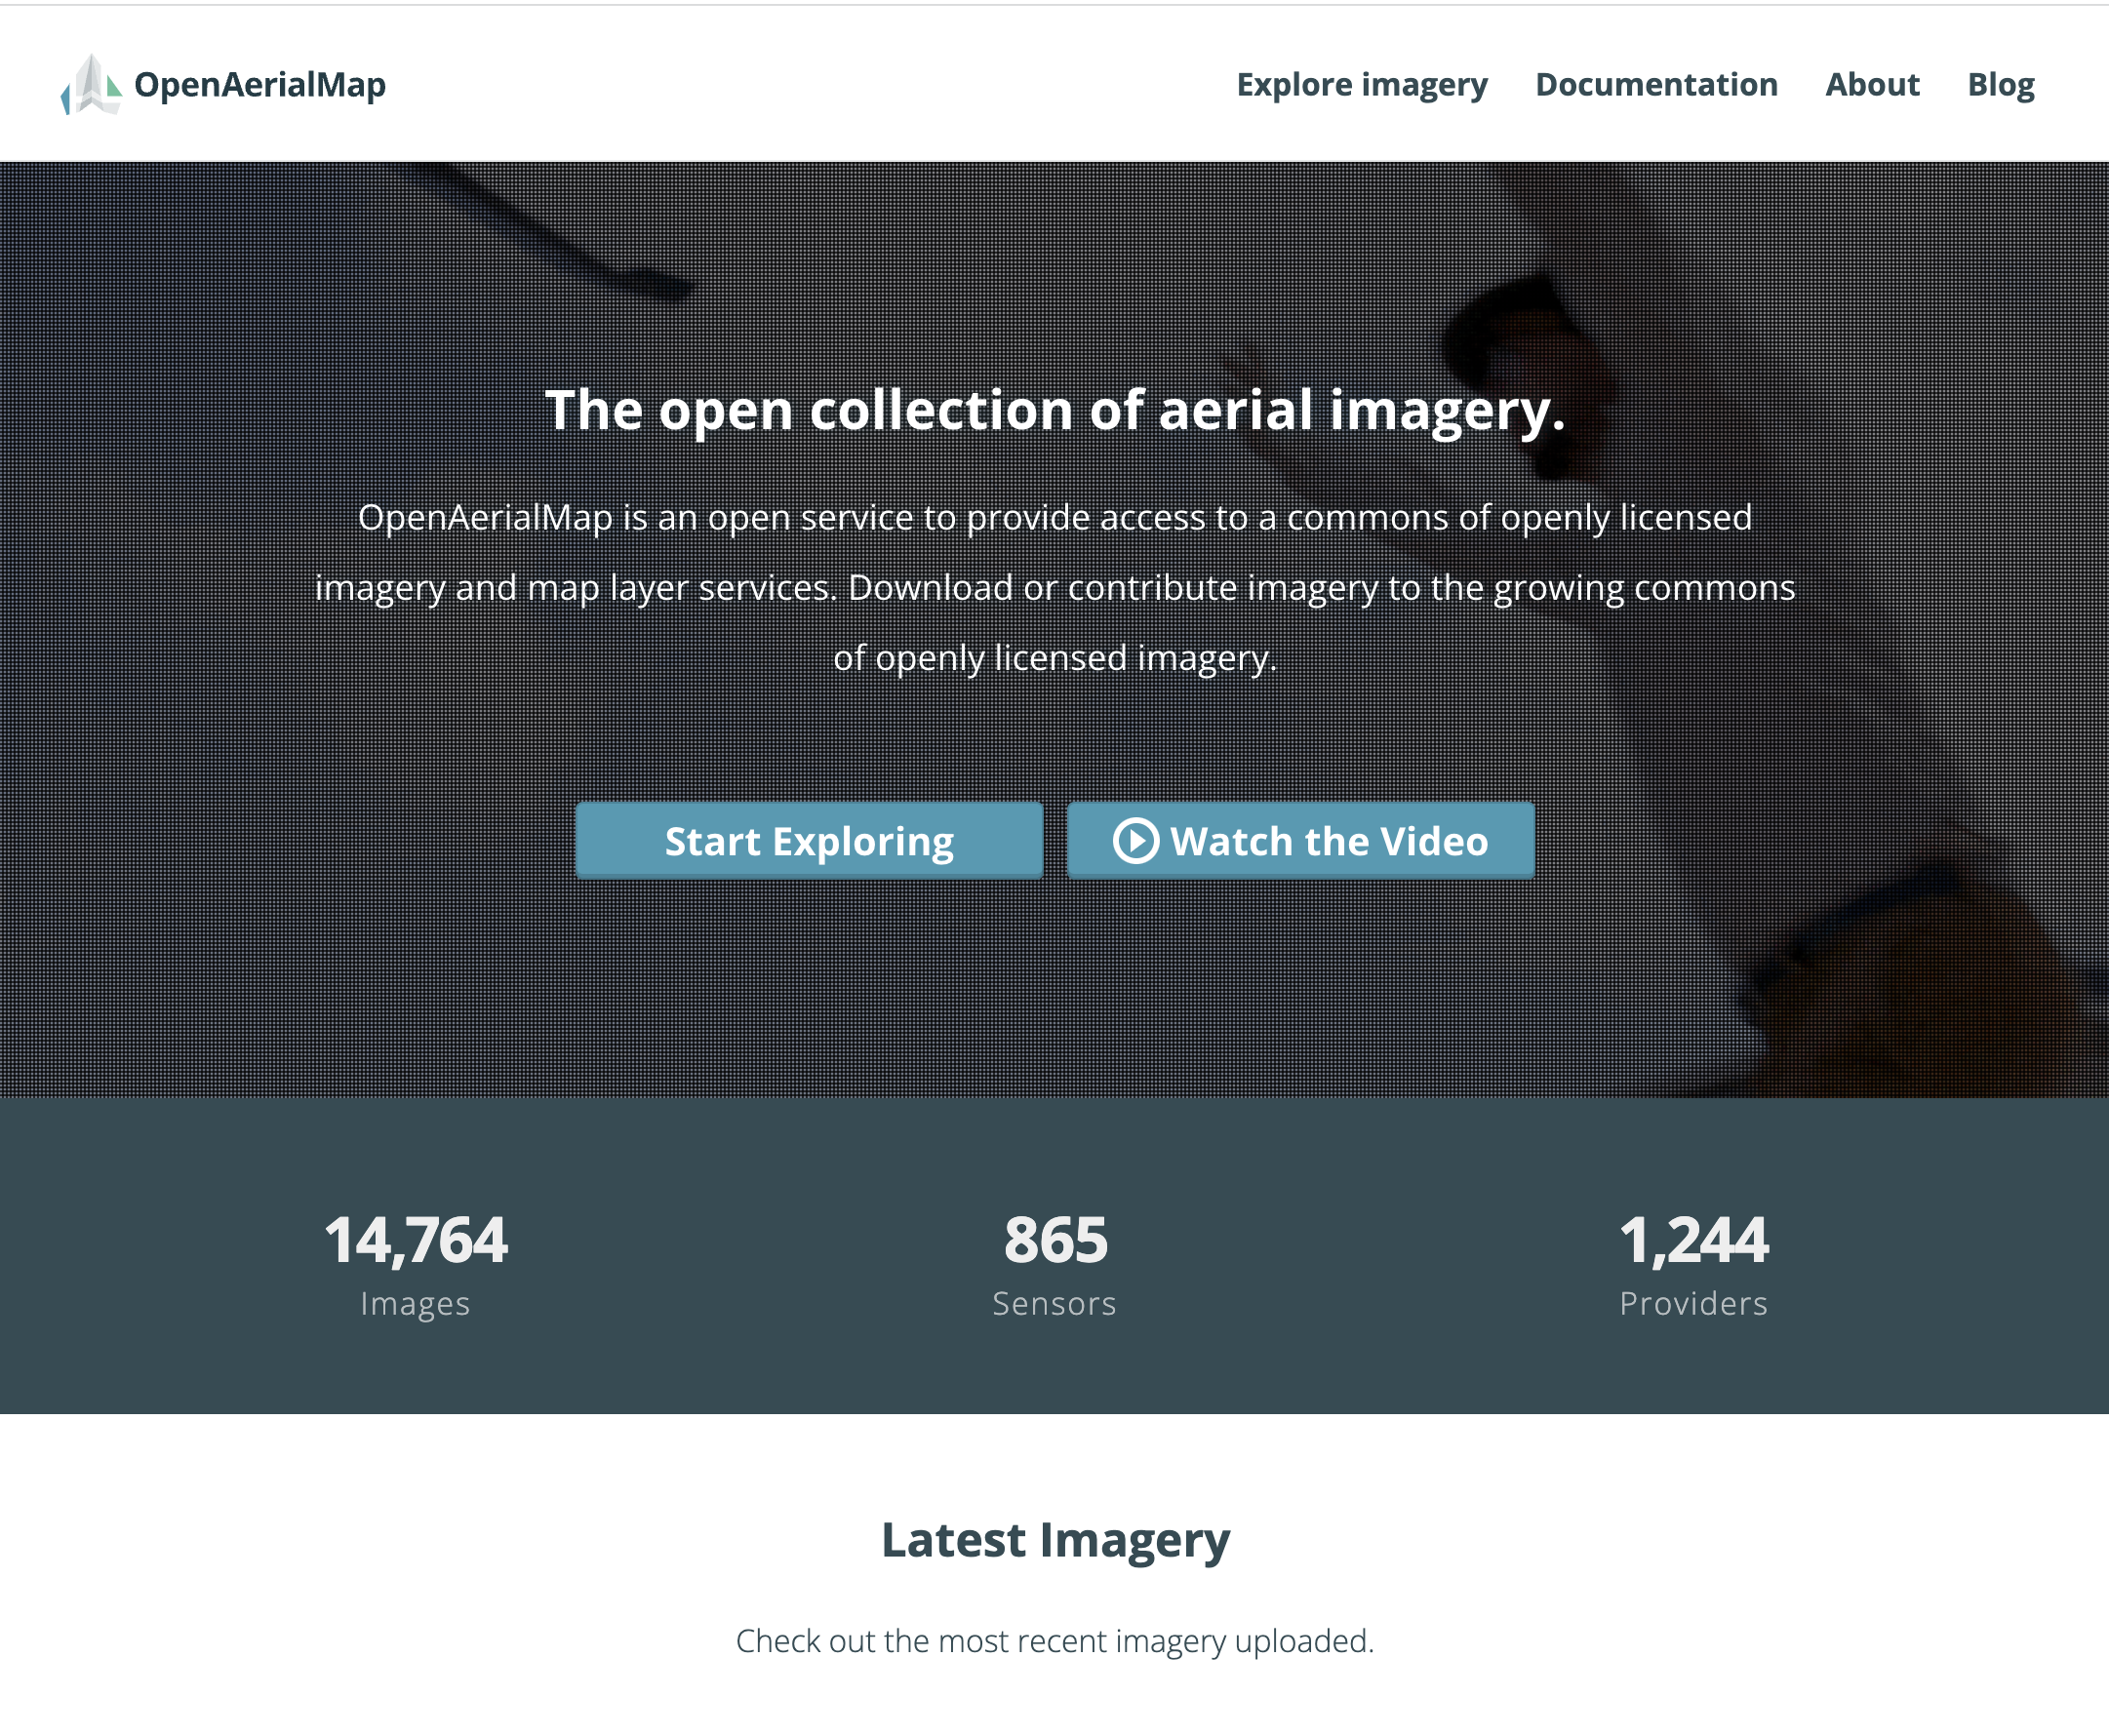 OpenAerialMap
Explore imagery Documentation About Blog
The open collection of aerial imagery.
OpenAerialMap is an open service to provide access to a commons of openly licensed
imagery and map layer services. Download or contribute imagery to the growing commons
of openly licensed imagery.
Start Exploring Watch the Video
14,764 865 1,244
Images Sensors Providers
Latest Imagery
Check out the most recent imagery uploaded.